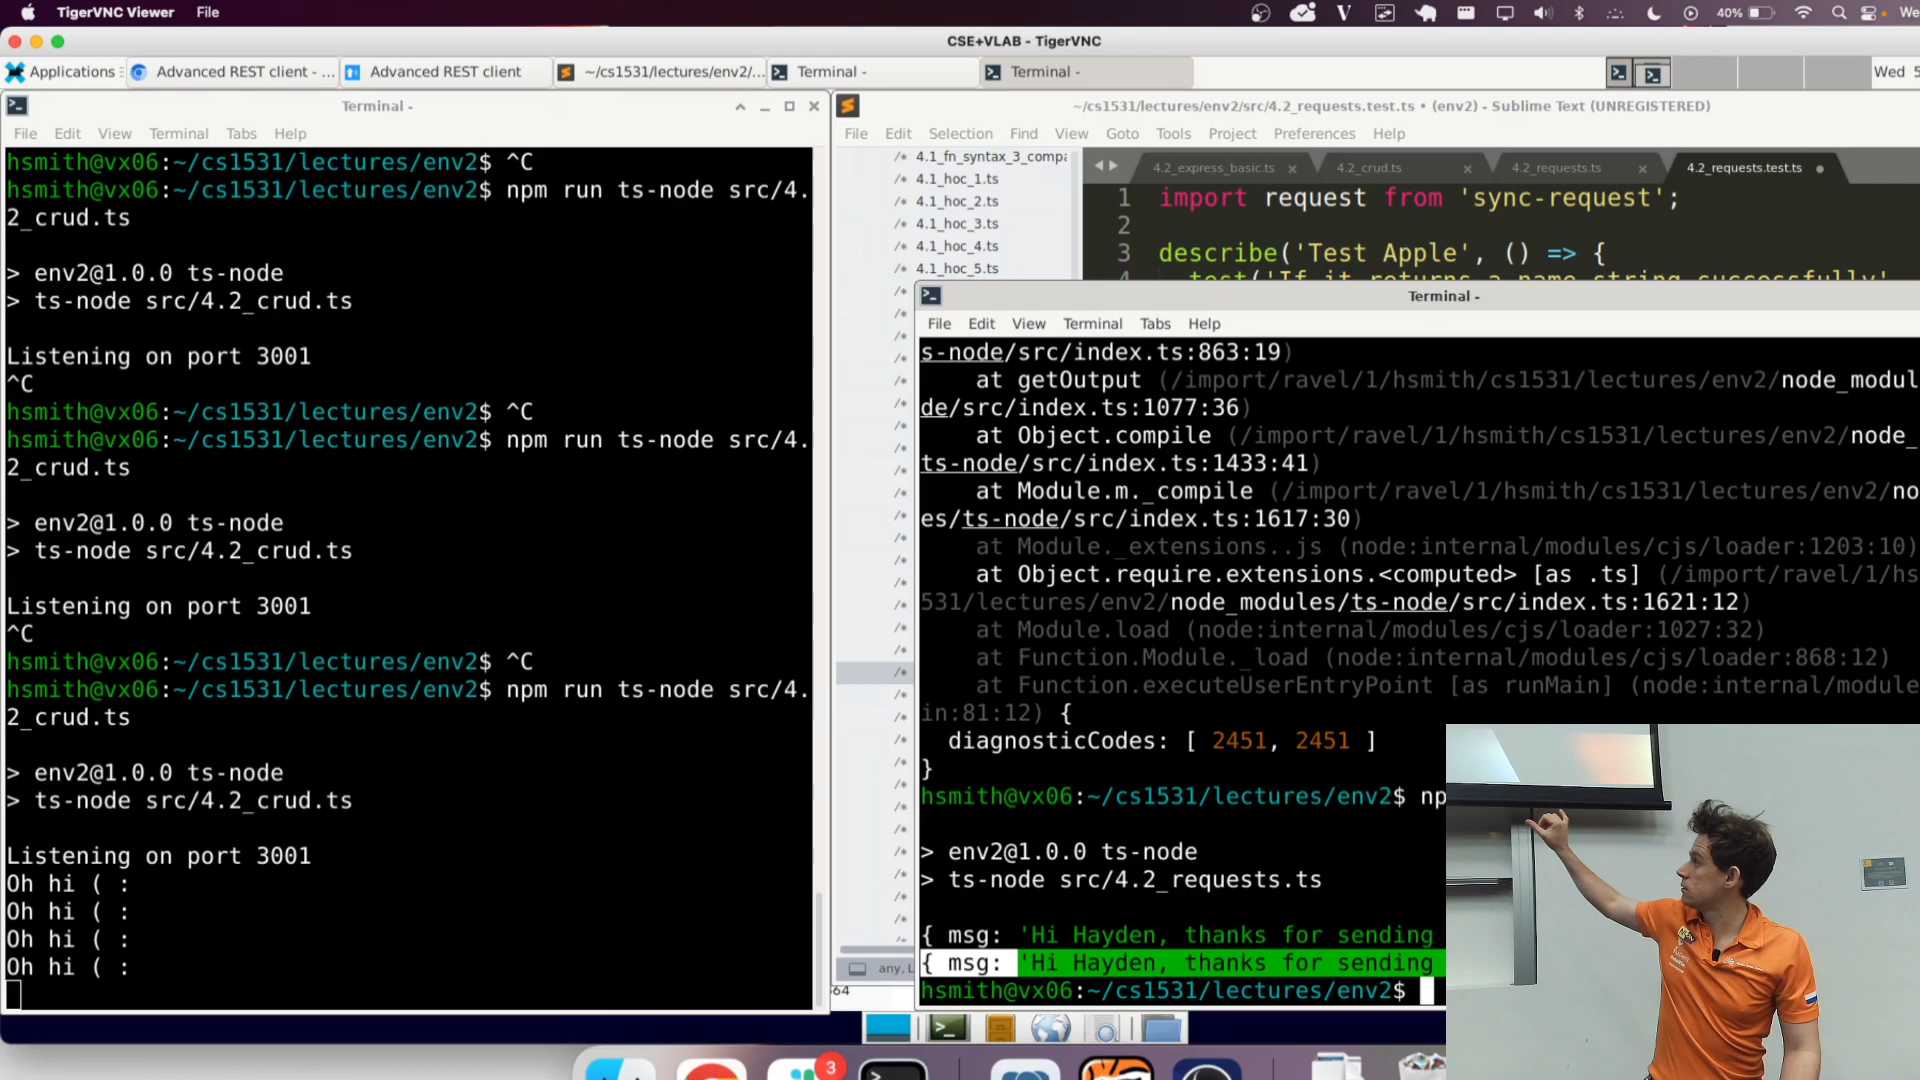 TigerVNC Viewer File
40%
We
CSE+VLAB - TigerVNC
Applications
Advanced REST client - ...
Advanced REST client
~/cs1531/lectures/env2/...
Terminal -
Terminal -
Wed 5
Terminal -
File Edit View Terminal Tabs Help
hsmith@vx06:~/cs1531/lectures/env2$ ^C
hsmith@vx06:~/cs1531/lectures/env2$ npm run ts-node src/4.
2_crud.ts
> env2@1.0.0 ts-node
> ts-node src/4.2_crud.ts
Listening on port 3001
^C
hsmith@vx06:~/cs1531/lectures/env2$ ^C
hsmith@vx06:~/cs1531/lectures/env2$ npm run ts-node src/4.
2_crud.ts
> env2@1.0.0 ts-node
> ts-node src/4.2_crud.ts
Listening on port 3001
^C
hsmith@vx06:~/cs1531/lectures/env2$ ^C
hsmith@vx06:~/cs1531/lectures/env2$ npm run ts-node src/4.
2_crud.ts
> env2@1.0.0 ts-node
> ts-node src/4.2_crud.ts
Listening on port 3001
Oh hi ( :
Oh hi ( :
Oh hi ( :
Oh hi ( :
~/cs1531/lectures/env2/src/4.2_requests.test.ts • (env2) - Sublime Text (UNREGISTERED)
File Edit Selection Find View Goto Tools Project Preferences Help
/* 4.1_fn_syntax_3_compa
/* 4.1_hoc_1.ts
/* 4.1_hoc_2.ts
/* 4.1_hoc_3.ts
/* 4.1_hoc_4.ts
/* 4.1_hoc_5.ts
4.2_express_basic.ts
4.2_crud.ts
4.2_requests.ts
4.2_requests.test.ts
1 import request from 'sync-request';
2
3 describe('Test Apple', () => {
4 test('If it returns a name string successfully'
any, L
64
Terminal -
File Edit View Terminal Tabs Help
s-node/src/index.ts:863:19)
at getOutput (/import/ravel/1/hsmith/cs1531/lectures/env2/node_modul
de/src/index.ts:1077:36)
at Object.compile (/import/ravel/1/hsmith/cs1531/lectures/env2/node_
ts-node/src/index.ts:1433:41)
at Module.m._compile (/import/ravel/1/hsmith/cs1531/lectures/env2/no
es/ts-node/src/index.ts:1617:30)
at Module._extensions..js (node:internal/modules/cjs/loader:1203:10)
at Object.require.extensions.<computed> [as .ts] (/import/ravel/1/hs
531/lectures/env2/node_modules/ts-node/src/index.ts:1621:12)
at Module.load (node:internal/modules/cjs/loader:1027:32)
at Function.Module._load (node:internal/modules/cjs/loader:868:12)
at Function.executeUserEntryPoint [as runMain] (node:internal/module
in:81:12) {
diagnosticCodes: [ 2451, 2451 ]
}
hsmith@vx06:~/cs1531/lectures/env2$ np
> env2@1.0.0 ts-node
> ts-node src/4.2_requests.ts
{ msg: 'Hi Hayden, thanks for sending
{ msg: 'Hi Hayden, thanks for sending
hsmith@vx06:~/cs1531/lectures/env2$
3